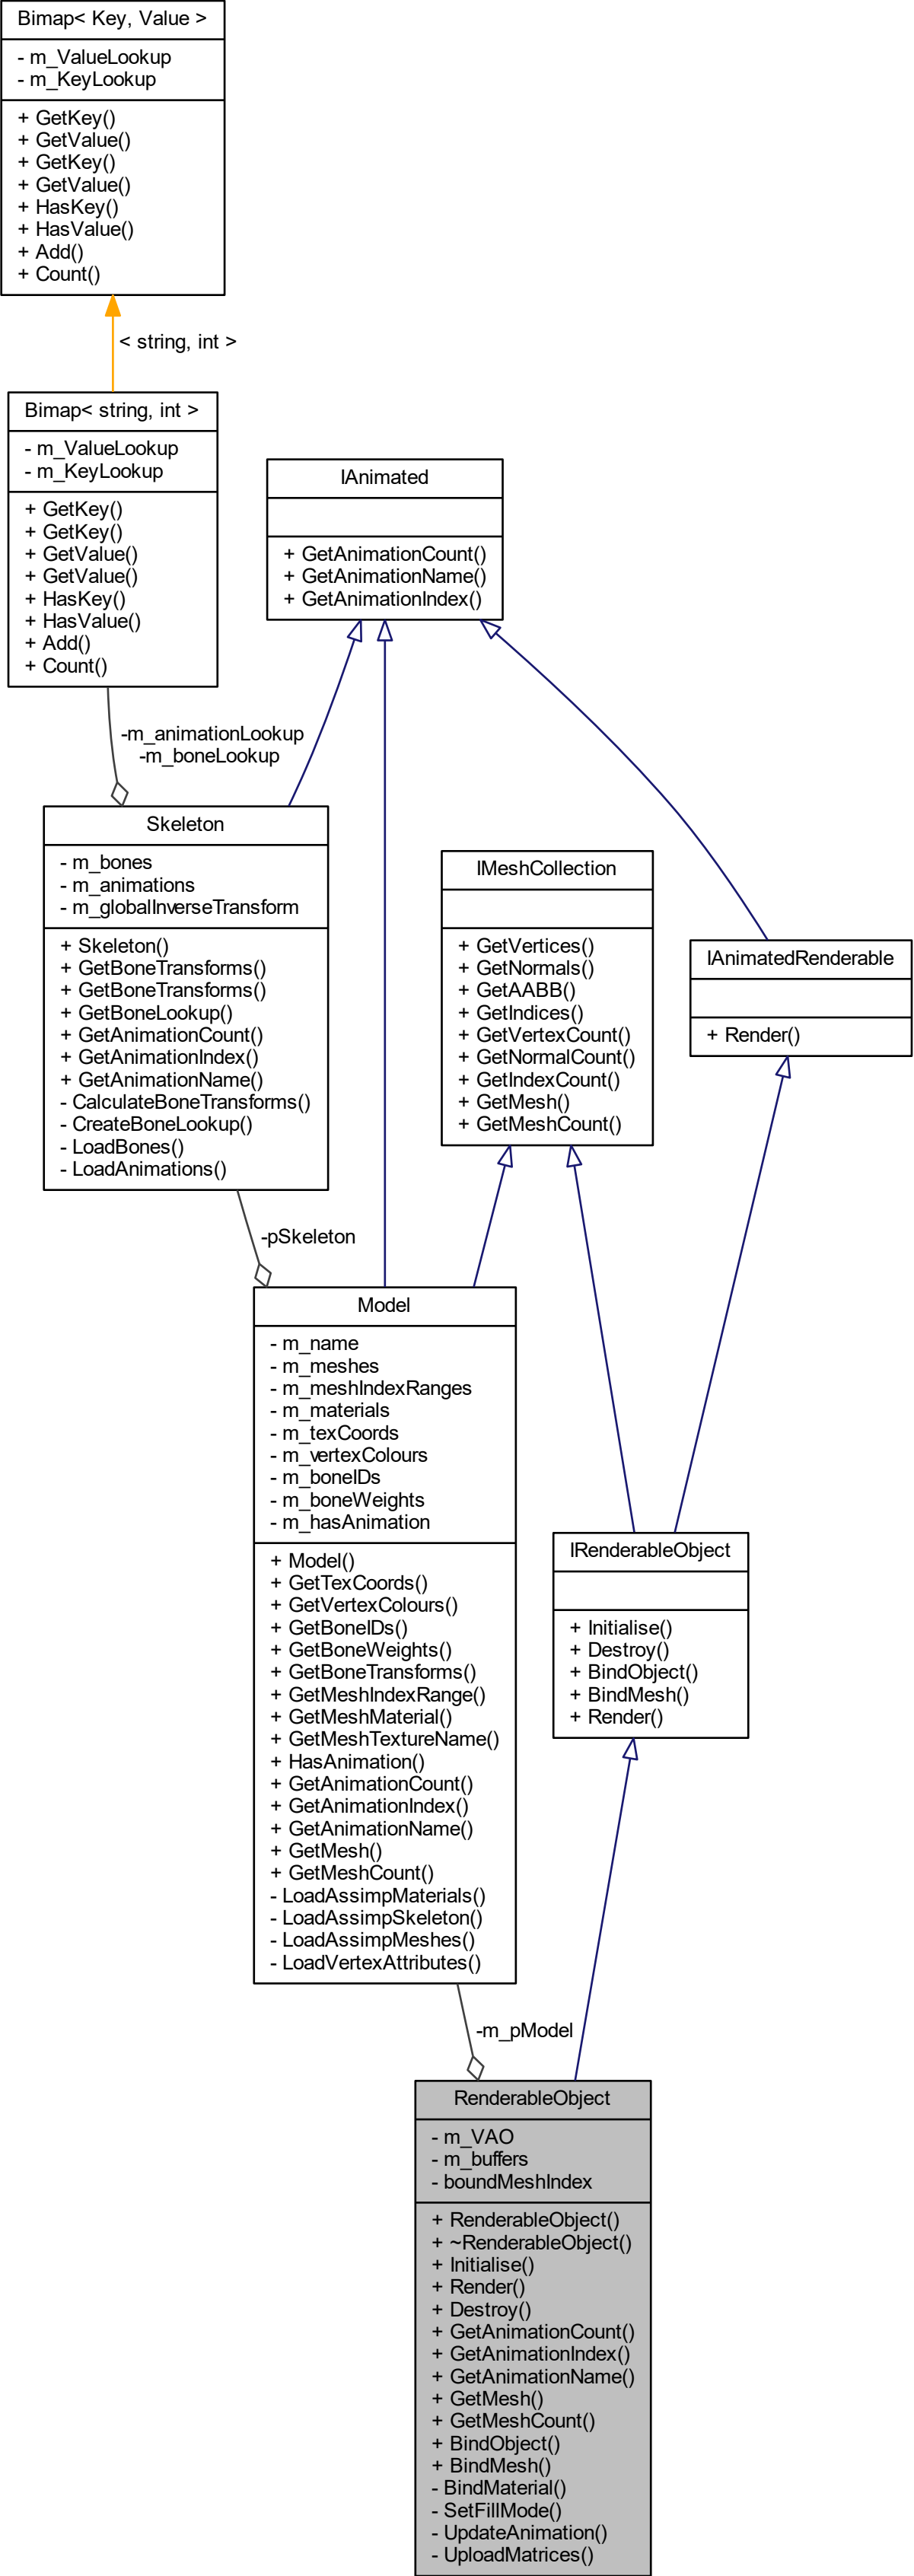 Bimap< Key, Value >
- m_ValueLookup
- m_KeyLookup
+ GetKey()
+ GetValue()
+ GetKey()
+ GetValue()
+ HasKey()
+ HasValue()
+ Add()
+ Count()
< string, int >
Bimap< string, int >
- m_ValueLookup
- m_KeyLookup
+ GetKey()
+ GetKey()
+ GetValue()
+ GetValue()
+ HasKey()
+ HasValue()
+ Add()
+ Count()
IAnimated
+ GetAnimationCount()
+ GetAnimationName()
+ GetAnimationIndex()
-m_animationLookup
-m_boneLookup
Skeleton
- m_bones
- m_animations
- m_globalInverseTransform
+ Skeleton()
+ GetBoneTransforms()
+ GetBoneTransforms()
+ GetBoneLookup()
+ GetAnimationCount()
+ GetAnimationIndex()
+ GetAnimationName()
- CalculateBoneTransforms()
- CreateBoneLookup()
- LoadBones()
- LoadAnimations()
IMeshCollection
+ GetVertices()
+ GetNormals()
+ GetAABB()
+ GetIndices()
+ GetVertexCount()
+ GetNormalCount()
+ GetIndexCount()
+ GetMesh()
+ GetMeshCount()
IAnimatedRenderable
+ Render()
-pSkeleton
Model
- m_name
- m_meshes
- m_meshIndexRanges
- m_materials
- m_texCoords
- m_vertexColours
- m_boneIDs
- m_boneWeights
- m_hasAnimation
+ Model()
+ GetTexCoords()
+ GetVertexColours()
+ GetBoneIDs()
+ GetBoneWeights()
+ GetBoneTransforms()
+ GetMeshIndexRange()
+ GetMeshMaterial()
+ GetMeshTextureName()
+ HasAnimation()
+ GetAnimationCount()
+ GetAnimationIndex()
+ GetAnimationName()
+ GetMesh()
+ GetMeshCount()
- LoadAssimpMaterials()
- LoadAssimpSkeleton()
- LoadAssimpMeshes()
- LoadVertexAttributes()
IRenderableObject
+ Initialise()
+ Destroy()
+ BindObject()
+ BindMesh()
+ Render()
-m_pModel
RenderableObject
- m_VAO
- m_buffers
- boundMeshIndex
+ RenderableObject()
+ ~RenderableObject()
+ Initialise()
+ Render()
+ Destroy()
+ GetAnimationCount()
+ GetAnimationIndex()
+ GetAnimationName()
+ GetMesh()
+ GetMeshCount()
+ BindObject()
+ BindMesh()
- BindMaterial()
- SetFillMode()
- UpdateAnimation()
- UploadMatrices()